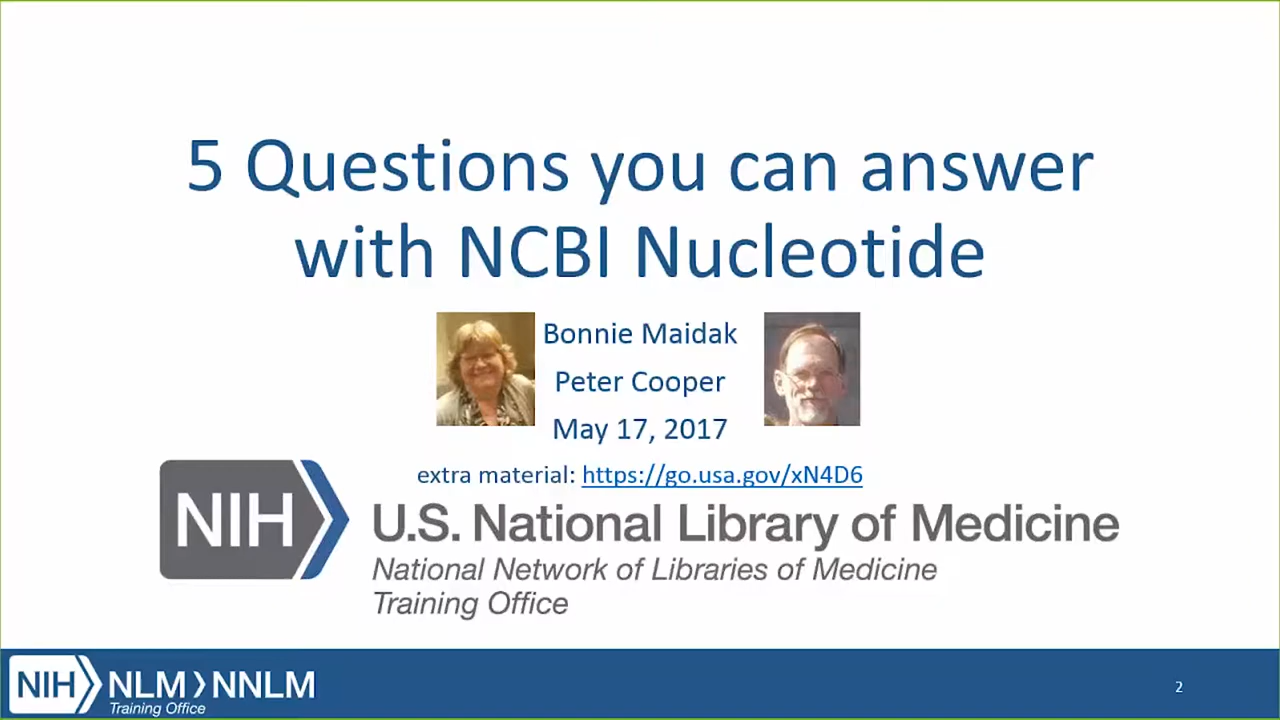 5 Questions you can answer
with NCBI Nucleotide
Bonnie Maidak
Peter Cooper
May 17, 2017
extra material: https://go.usa.gov/xN4D6
NIH
U.S. National Library of Medicine
National Network of Libraries of Medicine
Training Office
NIH NLM NNLM
Training Office
2